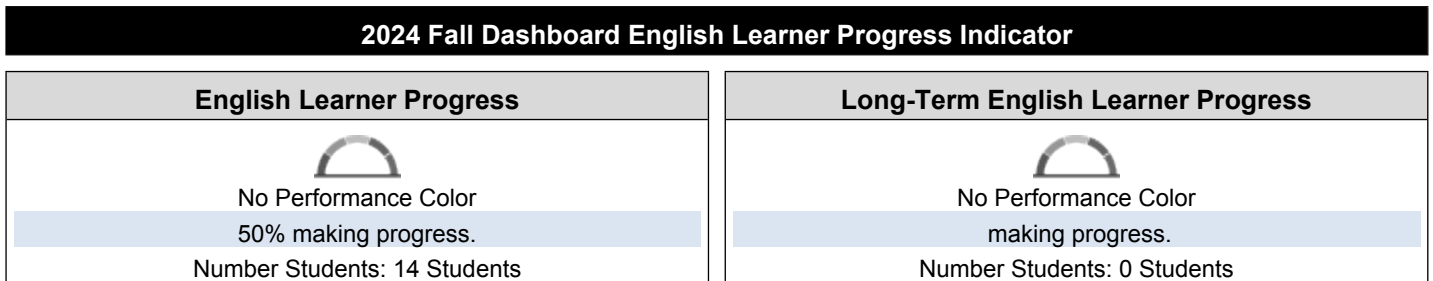 2024 Fall Dashboard English Learner Progress Indicator
English Learner Progress
No Performance Color
50% making progress.
Number Students: 14 Students
Long-Term English Learner Progress
No Performance Color
making progress.
Number Students: 0 Students